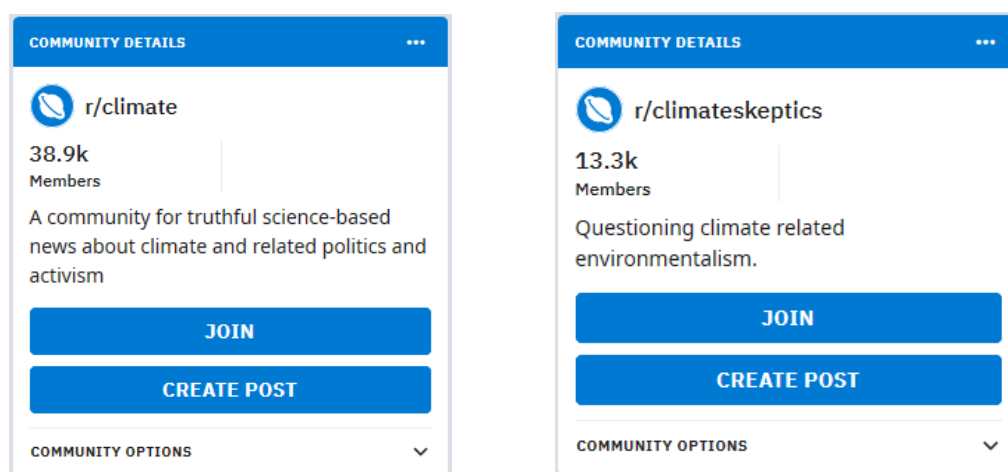 COMMUNITY DETAILS
r/climate
38.9k
Members
A community for truthful science-based
news about climate and related politics and
activism
JOIN
CREATE POST
COMMUNITY OPTIONS
COMMUNITY DETAILS
r/climateskeptics
13.3k
Members
Questioning climate related
environmentalism.
JOIN
CREATE POST
COMMUNITY OPTIONS